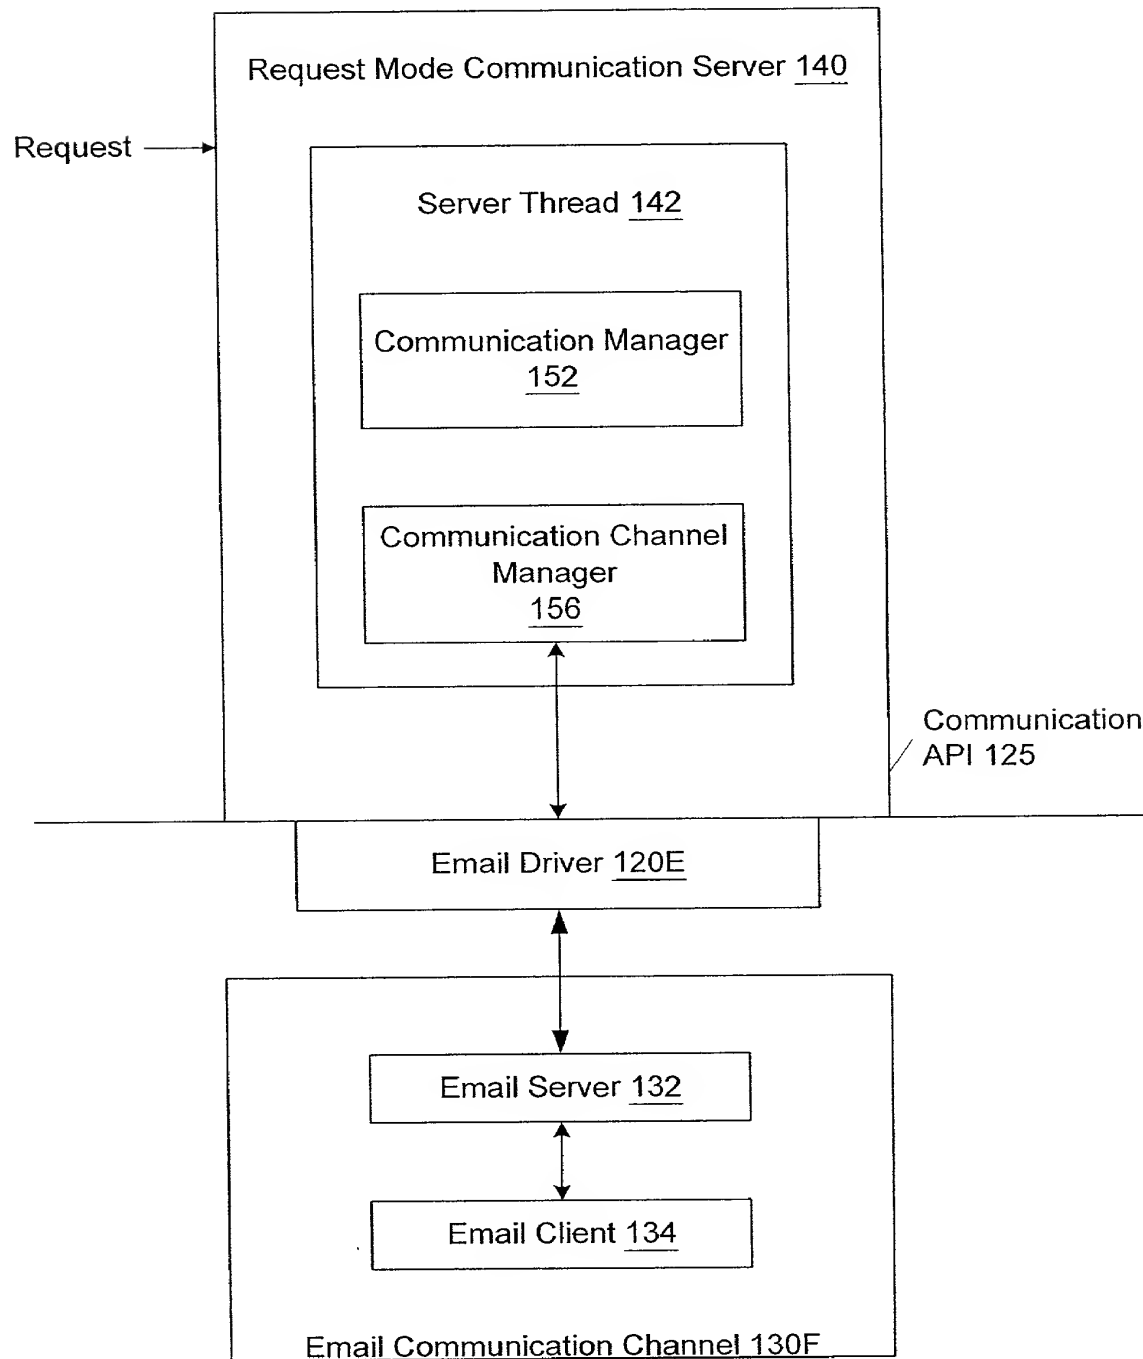 Request Mode Communication Server 140
Request
Server Thread 142
Communication Manager
152
Communication Channel
Manager
156
Communication
API 125
Email Driver 120E
Email Server 132
Email Client 134
Email Communication Channel 130F